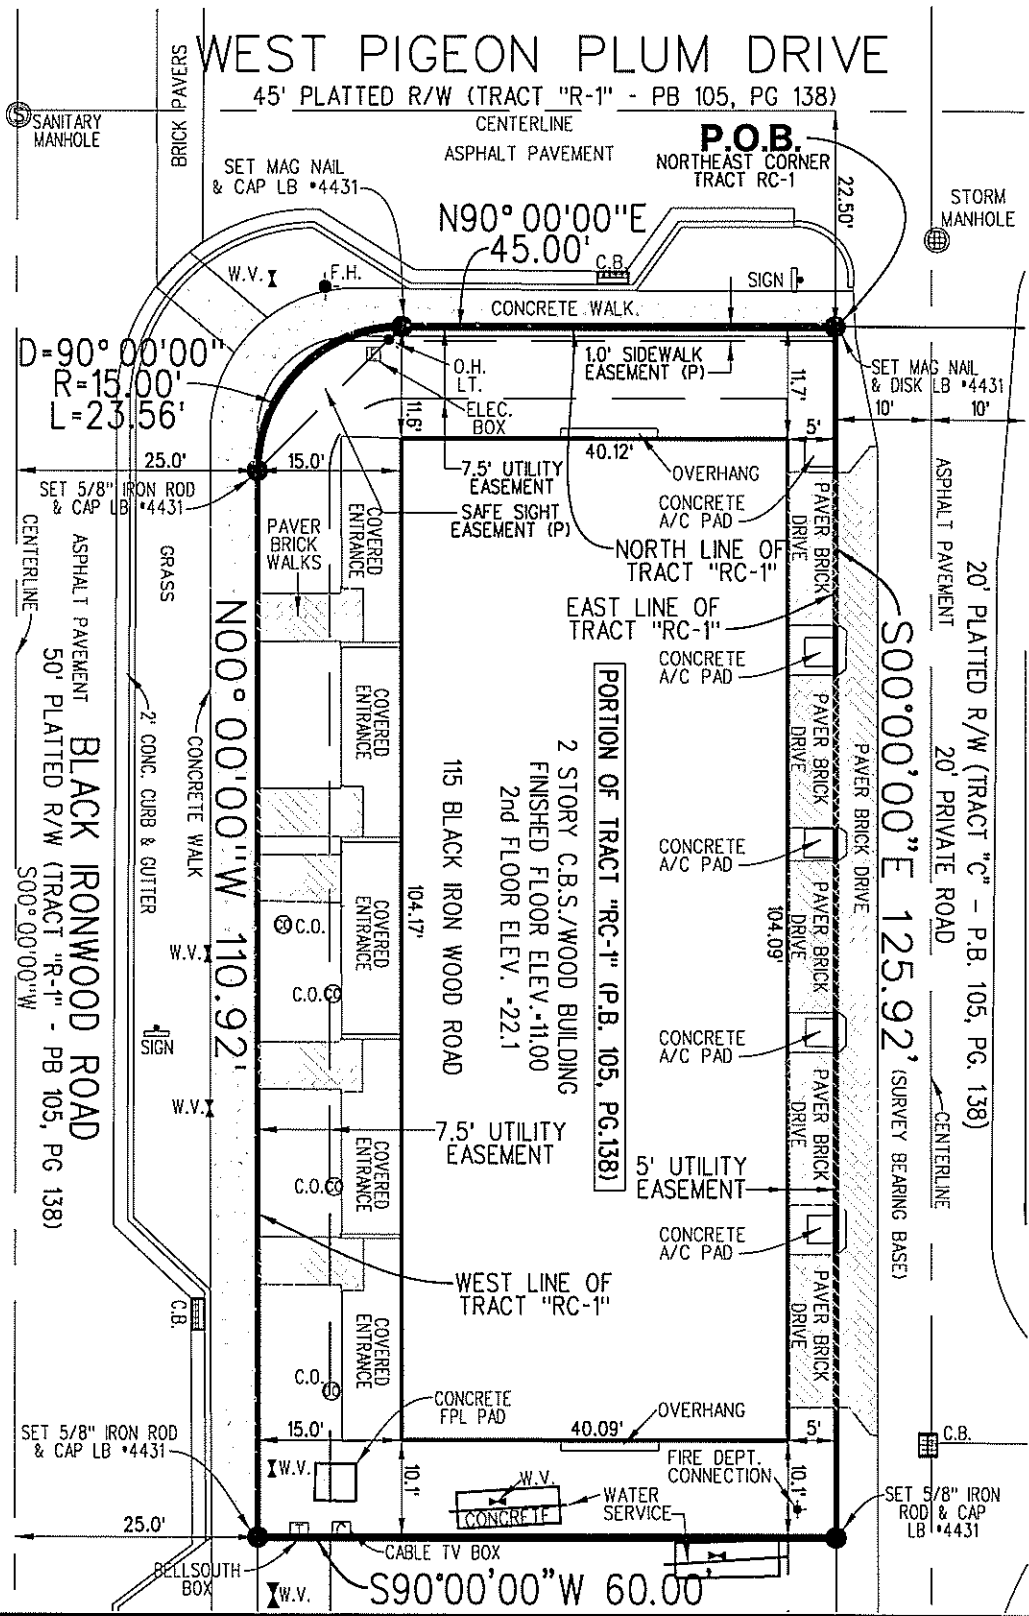 WEST PIGEON PLUM DRIVE
45' PLATTED R/W (TRACT "R-1" - PB 105, PG 138)
CENTERLINE
ASPHALT PAVEMENT
SANITARY
MANHOLE
S
BRICK PAVERS
SET MAG NAIL
& CAP LB #4431
P.O.B.
NORTHEAST CORNER
TRACT RC-1
22.50'
STORM
MANHOLE
N90°00'00"E
45.00'
W.V.
F.H.
C.B.
SIGN
CONCRETE WALK.
D=90°00'00"
R=15.00'
L=23.56'
O.H.
LT.
ELEC.
BOX
E
1.0' SIDEWALK
EASEMENT (P)
SET MAG NAIL
& DISK LB #4431
11.6'
11.7'
10'
10'
5'
25.0'
15.0'
40.12'
OVERHANG
7.5' UTILITY
EASEMENT
SAFE SIGHT
EASEMENT (P)
SET 5/8" IRON ROD
& CAP LB #4431
CONCRETE
A/C PAD
PAVER
BRICK
WALKS
COVERED
ENTRANCE
NORTH LINE OF
TRACT "RC-1"
EAST LINE OF
TRACT "RC-1"
CONCRETE
A/C PAD
PAVER BRICK
DRIVE
ASPHALT PAVEMENT
CENTERLINE
ASPHALT PAVEMENT
GRASS
N00°00'00"W 110.92'
S00°00'00"E 125.92'
(SURVEY BEARING BASE)
20' PLATTED R/W (TRACT "C" - P.B. 105, PG. 138)
20' PRIVATE ROAD
CENTERLINE
PORTION OF TRACT "RC-1" (P.B. 105, PG.138)
2 STORY C.B.S./WOOD BUILDING
FINISHED FLOOR ELEV.=11.00
2nd FLOOR ELEV. =22.1
115 BLACK IRON WOOD ROAD
COVERED
ENTRANCE
PAVER BRICK
DRIVE
PAVER BRICK DRIVE
BLACK IRONWOOD ROAD
50' PLATTED R/W (TRACT "R-1" - PB 105, PG 138)
S00°00'00"W
2' CONC. CURB & GUTTER
CONCRETE WALK
CONCRETE
A/C PAD
104.17'
104.09'
COVERED
ENTRANCE
PAVER BRICK
DRIVE
CO C.O.
W.V.
C.O. CO
CONCRETE
A/C PAD
SIGN
W.V.
PAVER BRICK
DRIVE
7.5' UTILITY
EASEMENT
COVERED
ENTRANCE
5' UTILITY
EASEMENT
C.O. CO
CONCRETE
A/C PAD
WEST LINE OF
TRACT "RC-1"
PAVER BRICK
DRIVE
C.B.
COVERED
ENTRANCE
C.O.
CONCRETE
FPL PAD
OVERHANG
15.0'
40.09'
5'
C.B.
SET 5/8" IRON ROD
& CAP LB #4431
W.V.
10.1'
FIRE DEPT.
CONNECTION
10.1'
W.V.
CONCRETE
WATER
SERVICE
SET 5/8" IRON
ROD & CAP
LB #4431
25.0'
T
C
BELLSOUTH
BOX
CABLE TV BOX
W.V.
S90°00'00"W 60.00'